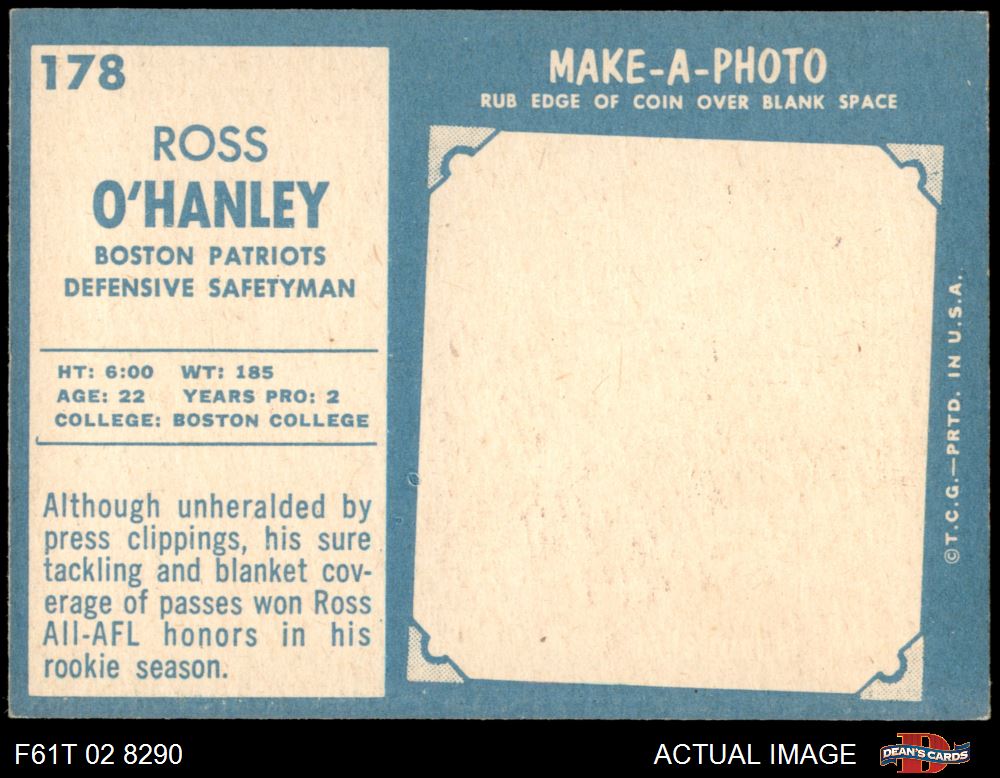 178
ROSS
O'HANLEY
BOSTON PATRIOTS
DEFENSIVE SAFETYMAN
HT: 6:00 WT: 185
AGE: 22 YEARS PRO: 2
COLLEGE: BOSTON COLLEGE
Although unheralded by
press clippings, his sure
tackling and blanket cov-
erage of passes won Ross
All-AFL honors in his
rookie season.
MAKE-A-PHOTO
RUB EDGE OF COIN OVER BLANK SPACE
©T.C.G.—PRTD. IN U.S.A.
F61T 02 8290
ACTUAL IMAGE
D
DEAN'S CARDS